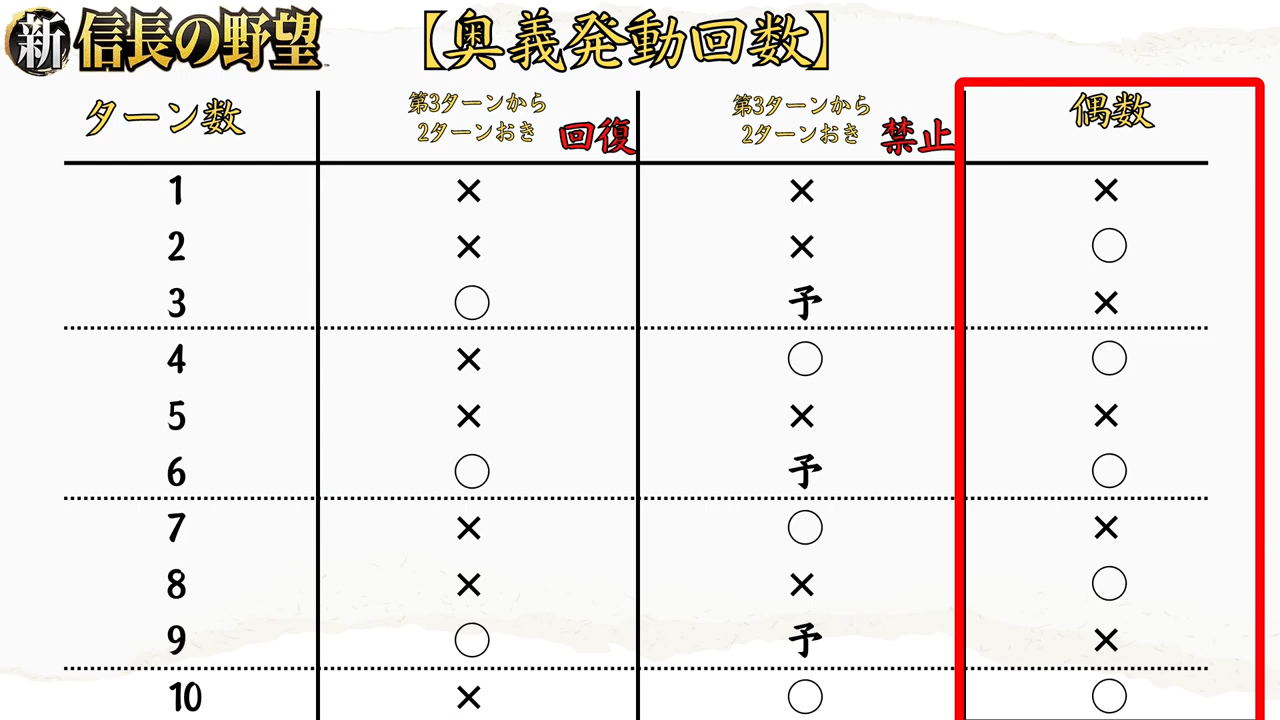 新 信長の野望 【奥義発動回数】
ターン数 第3ターンから 2ターンおき 回復 第3ターンから 2ターンおき 禁止 偶数
1 × × ×
2 × × ○
3 ○ 予 ×
4 × ○ ○
5 × × ×
6 ○ 予 ○
7 × ○ ×
8 × × ○
9 ○ 予 ×
10 × ○ ○